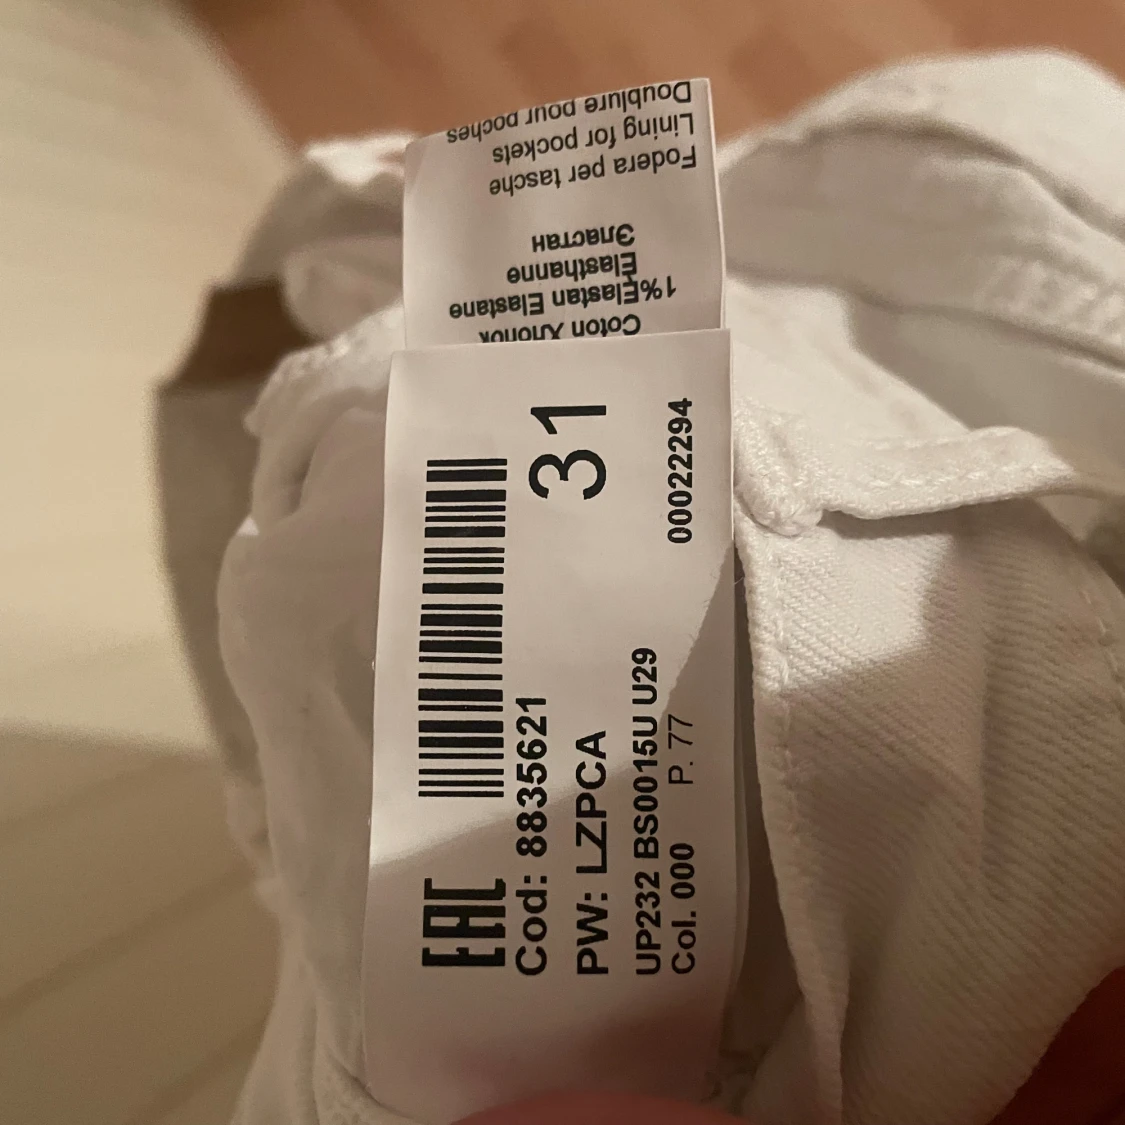 Coton Хлопок
1%Elastan Elastane
Elasthanne
Эластан
Fodera per tasche
Lining for pockets
Doublure pour poches
EAC
Cod: 8835621
31
PW: LZPCA
UP232 BS0015U U29
00022294
Col. 000 P. 77